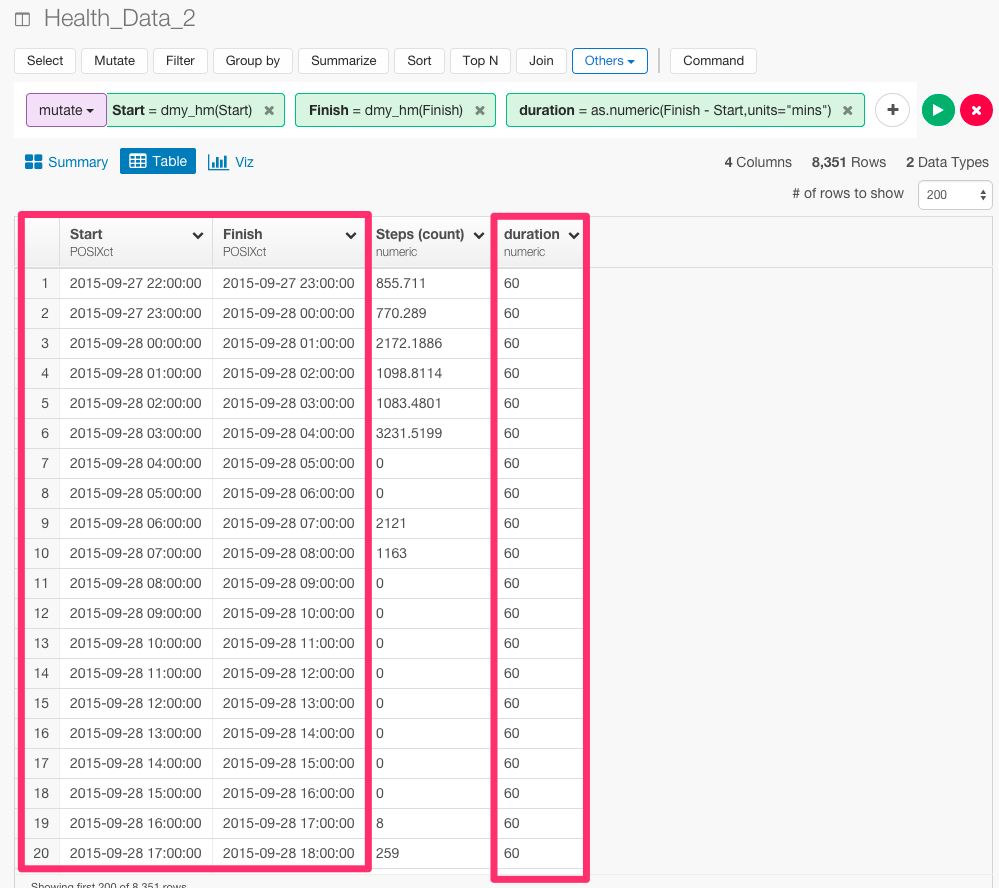 Health_Data_2
Select Mutate Filter Group by Summarize Sort Top N Join Others Command
mutate Start = dmy_hm(Start) Finish = dmy_hm(Finish) duration = as.numeric(Finish - Start,units="mins")
Summary Table Viz 4 Columns 8,351 Rows 2 Data Types
# of rows to show 200
Start Finish Steps (count) duration
POSIXct POSIXct numeric numeric
1 2015-09-27 22:00:00 2015-09-27 23:00:00 855.711 60
2 2015-09-27 23:00:00 2015-09-28 00:00:00 770.289 60
3 2015-09-28 00:00:00 2015-09-28 01:00:00 2172.1886 60
4 2015-09-28 01:00:00 2015-09-28 02:00:00 1098.8114 60
5 2015-09-28 02:00:00 2015-09-28 03:00:00 1083.4801 60
6 2015-09-28 03:00:00 2015-09-28 04:00:00 3231.5199 60
7 2015-09-28 04:00:00 2015-09-28 05:00:00 0 60
8 2015-09-28 05:00:00 2015-09-28 06:00:00 0 60
9 2015-09-28 06:00:00 2015-09-28 07:00:00 2121 60
10 2015-09-28 07:00:00 2015-09-28 08:00:00 1163 60
11 2015-09-28 08:00:00 2015-09-28 09:00:00 0 60
12 2015-09-28 09:00:00 2015-09-28 10:00:00 0 60
13 2015-09-28 10:00:00 2015-09-28 11:00:00 0 60
14 2015-09-28 11:00:00 2015-09-28 12:00:00 0 60
15 2015-09-28 12:00:00 2015-09-28 13:00:00 0 60
16 2015-09-28 13:00:00 2015-09-28 14:00:00 0 60
17 2015-09-28 14:00:00 2015-09-28 15:00:00 0 60
18 2015-09-28 15:00:00 2015-09-28 16:00:00 0 60
19 2015-09-28 16:00:00 2015-09-28 17:00:00 8 60
20 2015-09-28 17:00:00 2015-09-28 18:00:00 259 60
Showing first 200 of 8,351 rows